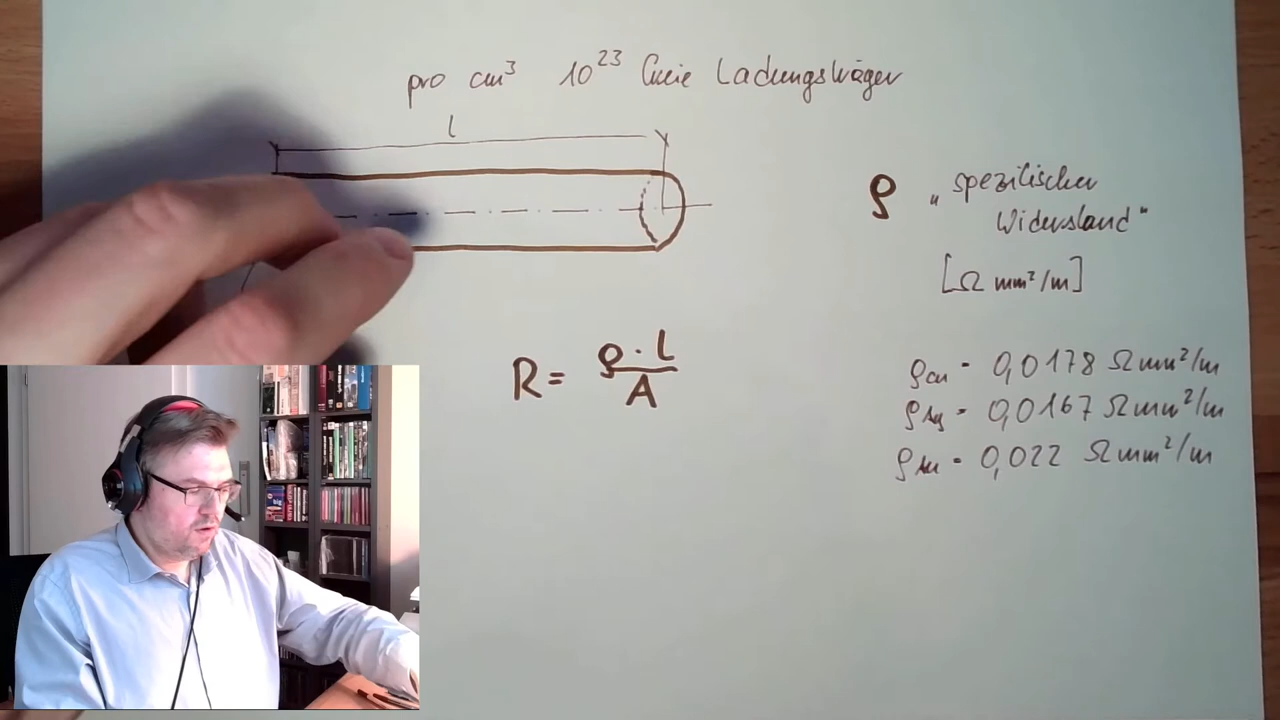 pro cm³ 10²³ freie Ladungsträger
l
ρ „spezifischer
Widerstand"
[Ω mm²/m]
R = ρ · l / A
ρcu = 0,0178 Ω mm²/m
ρAg = 0,0167 Ω mm²/m
ρAu = 0,022 Ω mm²/m